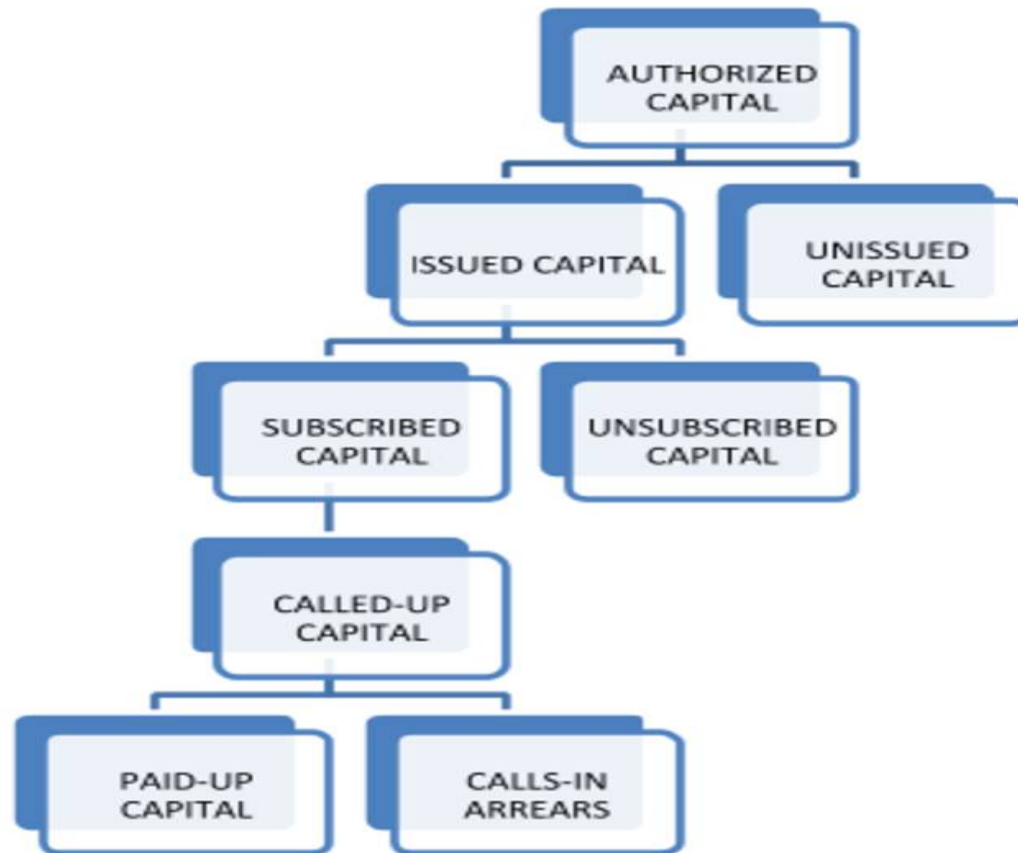 AUTHORIZED
CAPITAL
ISSUED CAPITAL
UNISSUED
CAPITAL
SUBSCRIBED
CAPITAL
UNSUBSCRIBED
CAPITAL
CALLED-UP
CAPITAL
PAID-UP
CAPITAL
CALLS-IN
ARREARS